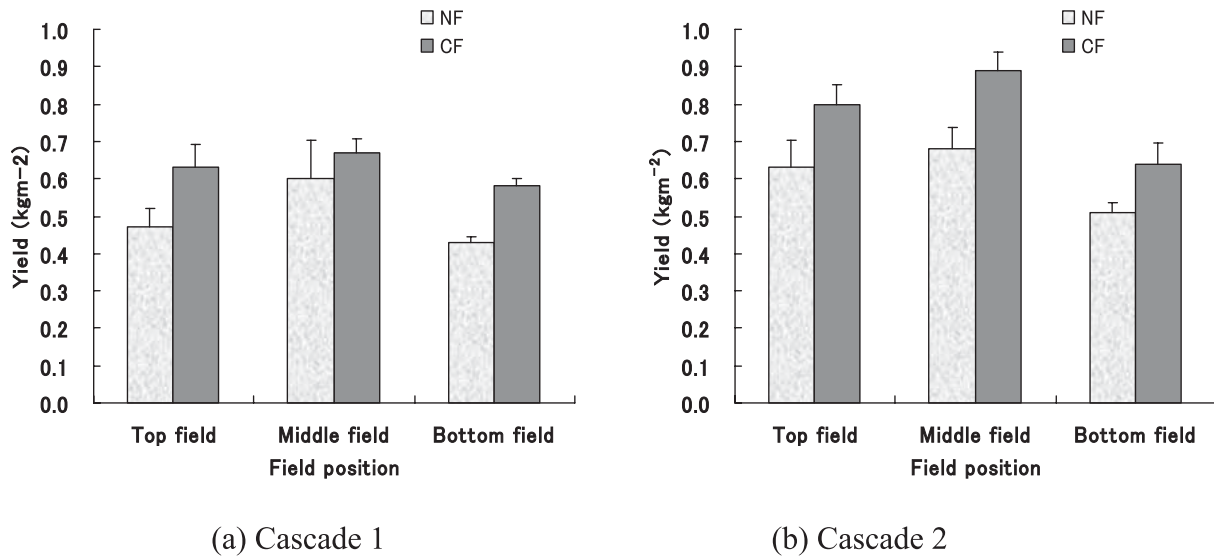 NF
CF
Yield (kgm-2)
1.0
0.9
0.8
0.7
0.6
0.5
0.4
0.3
0.2
0.1
0.0
Top field Middle field Bottom field
Field position
(a) Cascade 1
NF
CF
Yield (kgm⁻²)
1.0
0.9
0.8
0.7
0.6
0.5
0.4
0.3
0.2
0.1
0.0
Top field Middle field Bottom field
Field position
(b) Cascade 2